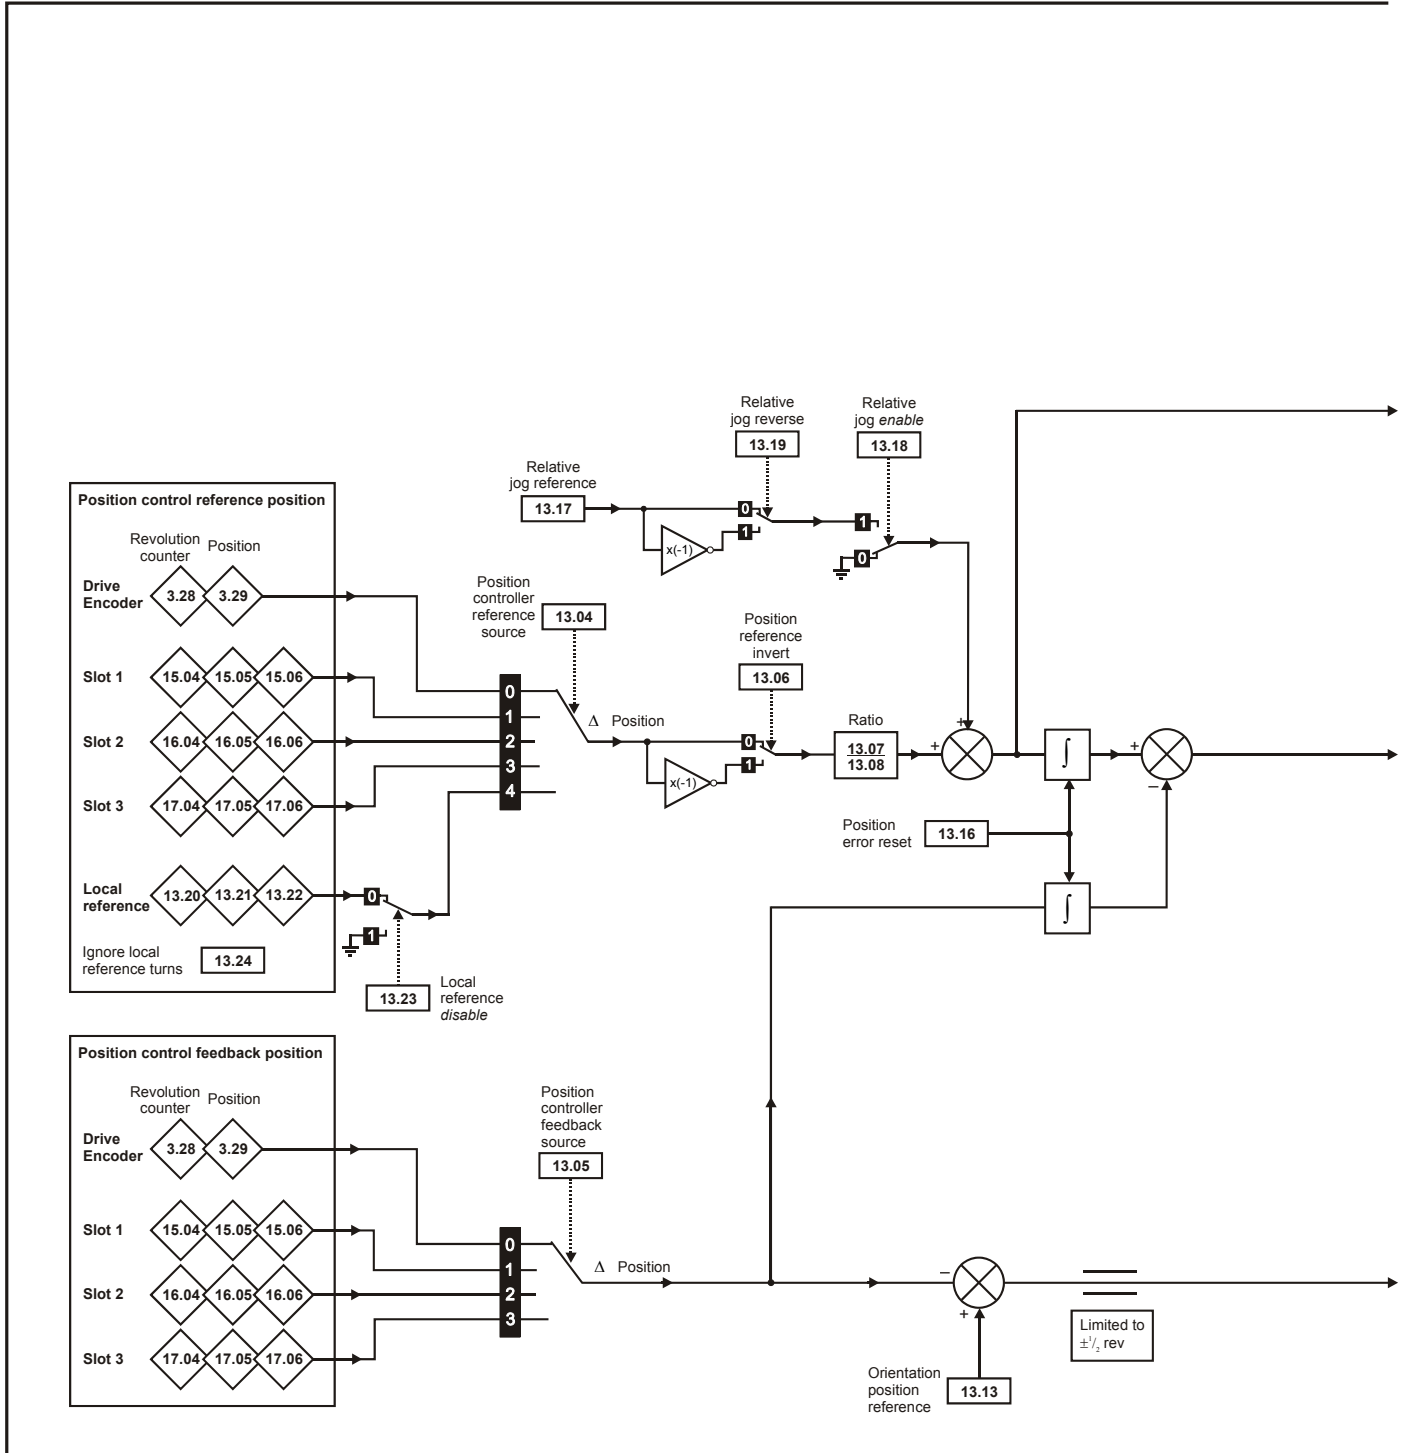 Relative
jog reverse
13.19
Relative
jog enable
13.18
Relative
jog reference
13.17
0
1
x(-1)
1
0
Position control reference position
Revolution
counter
Position
Drive
Encoder
3.28
3.29
Slot 1
15.04
15.05
15.06
Slot 2
16.04
16.05
16.06
Slot 3
17.04
17.05
17.06
Local
reference
13.20
13.21
13.22
Ignore local
reference turns
13.24
0
1
13.23
Local
reference
disable
Position
controller
reference
source
13.04
0
1
2
3
4
Δ Position
Position
reference
invert
13.06
0
1
x(-1)
Ratio
13.07
13.08
+
+
∫
+
−
Position
error reset
13.16
∫
Position control feedback position
Revolution
counter
Position
Drive
Encoder
3.28
3.29
Slot 1
15.04
15.05
15.06
Slot 2
16.04
16.05
16.06
Slot 3
17.04
17.05
17.06
Position
controller
feedback
source
13.05
0
1
2
3
Δ Position
−
+
Limited to
±1/2 rev
Orientation
position
reference
13.13